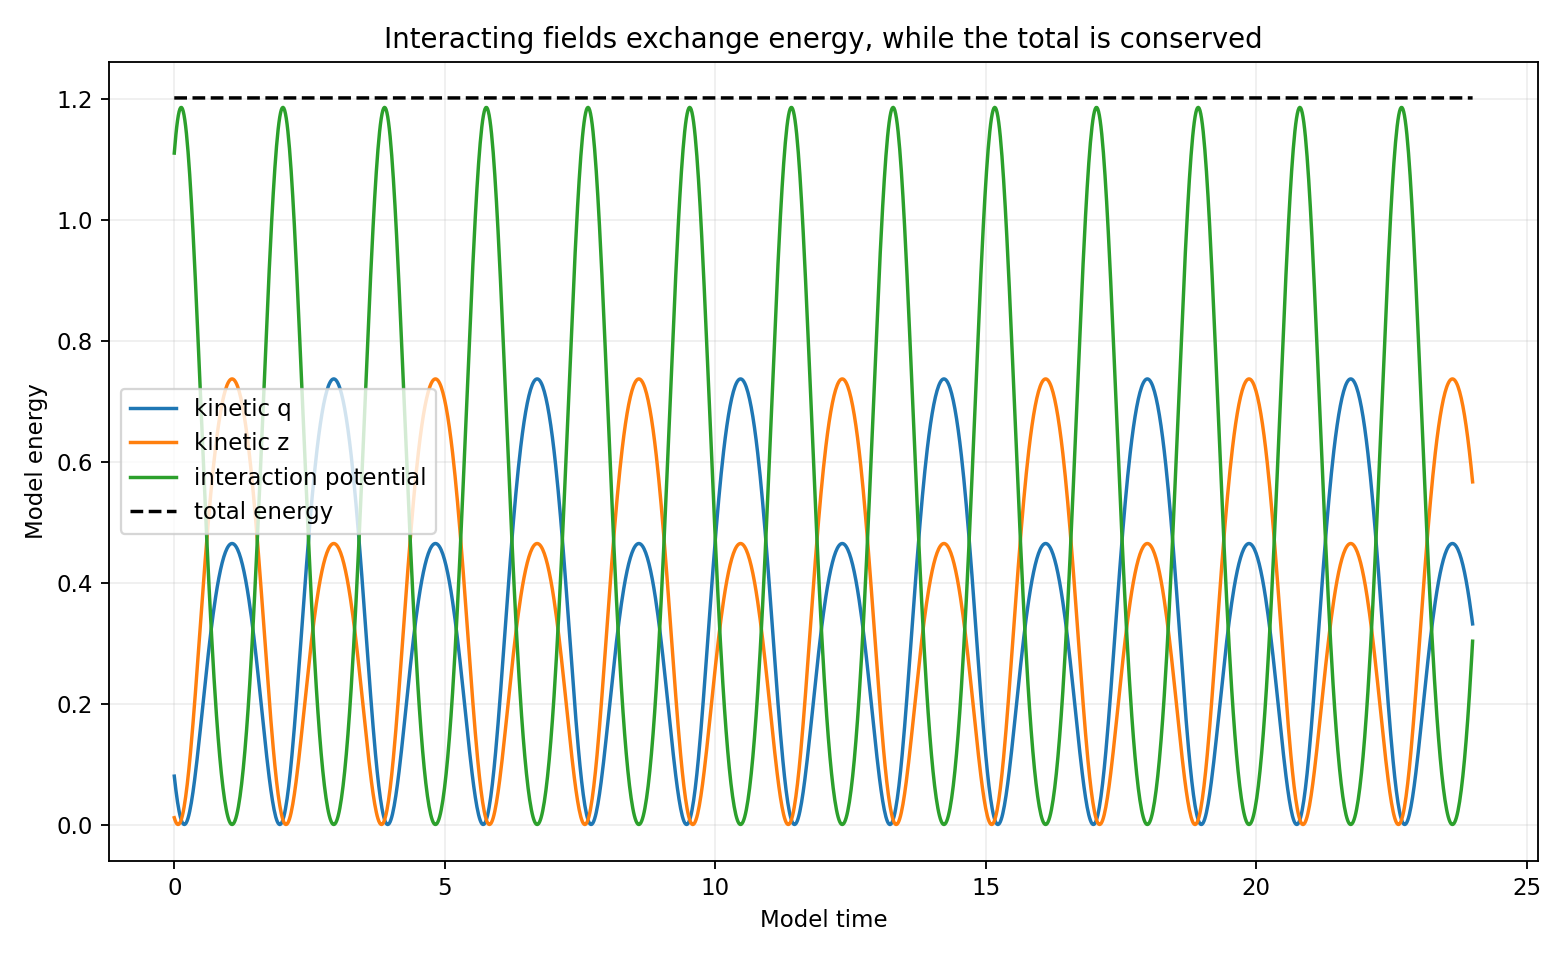 Interacting fields exchange energy, while the total is conserved
Model energy
1.2
1.0
0.8
0.6
0.4
0.2
0.0
kinetic q
kinetic z
interaction potential
total energy
0 5 10 15 20 25
Model time